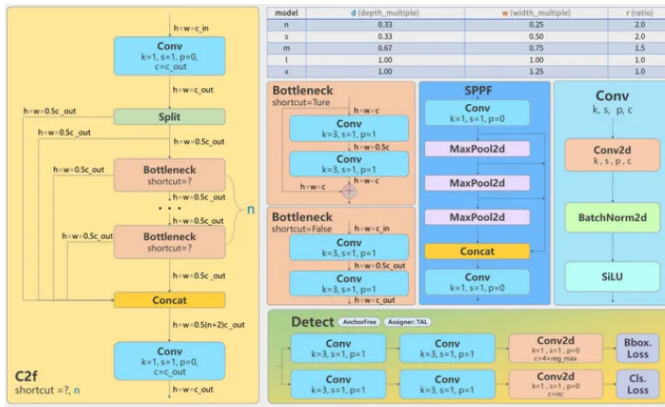 h×w×c_in
Conv
k=1, s=1, p=0,
c=c_out
h×w×c_out
Split
h×w×0.5c_out
h×w×0.5c_out
h×w×0.5c_out
h×w×0.5c_out
Bottleneck
shortcut=?
h×w×0.5c_out
• • •
n
h×w×0.5c_out
h×w×0.5c_out
Bottleneck
shortcut=?
h×w×0.5c_out
Concat
h×w×0.5(n+2)c_out
Conv
k=1, s=1, p=0,
c=c_out
h×w×c_out
C2f
shortcut =?, n
model d (depth_multiple) w (width_multiple) r (ratio)
n 0.33 0.25 2.0
s 0.33 0.50 2.0
m 0.67 0.75 1.5
l 1.00 1.00 1.0
x 1.00 1.25 1.0
Bottleneck
shortcut=Ture
h×w×c
Conv
k=3, s=1, p=1
h×w×0.5c
Conv
k=3, s=1, p=1
h×w×c
h×w×c
+
Bottleneck
shortcut=False
h×w×c_in
Conv
k=3, s=1, p=1
h×w×0.5c_out
Conv
k=3, s=1, p=1
h×w×c_out
SPPF
Conv
k=1, s=1, p=0
MaxPool2d
MaxPool2d
MaxPool2d
Concat
Conv
k=1, s=1, p=0
Conv
k, s, p, c
Conv2d
k, s, p, c
BatchNorm2d
SiLU
Detect
AnchorFree
Assigner: TAL
Conv
k=3, s=1, p=1
Conv
k=3, s=1, p=1
Conv2d
k=1, s=1, p=0
c=4×reg_max
Bbox.
Loss
Conv
k=3, s=1, p=1
Conv
k=3, s=1, p=1
Conv2d
k=1, s=1, p=0
c=nc
Cls.
Loss